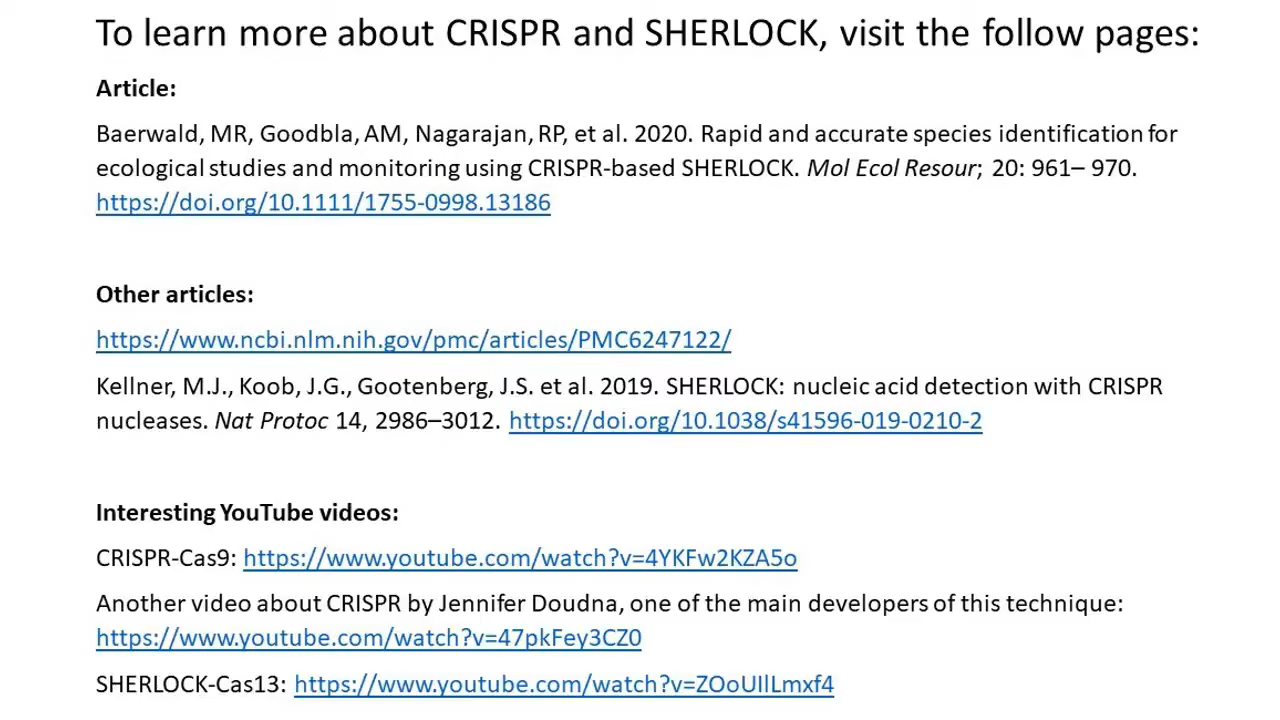 To learn more about CRISPR and SHERLOCK, visit the follow pages:
Article:
Baerwald, MR, Goodbla, AM, Nagarajan, RP, et al. 2020. Rapid and accurate species identification for
ecological studies and monitoring using CRISPR-based SHERLOCK. Mol Ecol Resour; 20: 961– 970.
https://doi.org/10.1111/1755-0998.13186
Other articles:
https://www.ncbi.nlm.nih.gov/pmc/articles/PMC6247122/
Kellner, M.J., Koob, J.G., Gootenberg, J.S. et al. 2019. SHERLOCK: nucleic acid detection with CRISPR
nucleases. Nat Protoc 14, 2986–3012. https://doi.org/10.1038/s41596-019-0210-2
Interesting YouTube videos:
CRISPR-Cas9: https://www.youtube.com/watch?v=4YKFw2KZA5o
Another video about CRISPR by Jennifer Doudna, one of the main developers of this technique:
https://www.youtube.com/watch?v=47pkFey3CZ0
SHERLOCK-Cas13: https://www.youtube.com/watch?v=ZOoUIlLmxf4